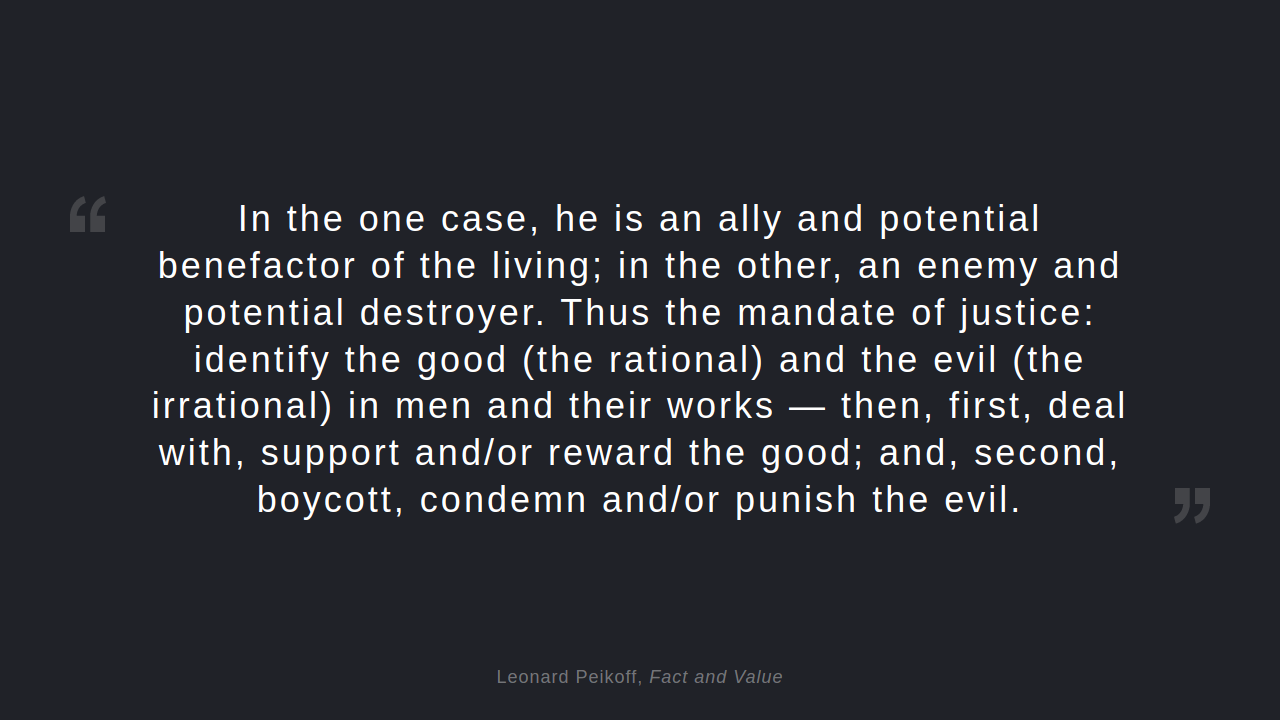 “
In the one case, he is an ally and potential
benefactor of the living; in the other, an enemy and
potential destroyer. Thus the mandate of justice:
identify the good (the rational) and the evil (the
irrational) in men and their works — then, first, deal
with, support and/or reward the good; and, second,
boycott, condemn and/or punish the evil.
”
Leonard Peikoff, Fact and Value